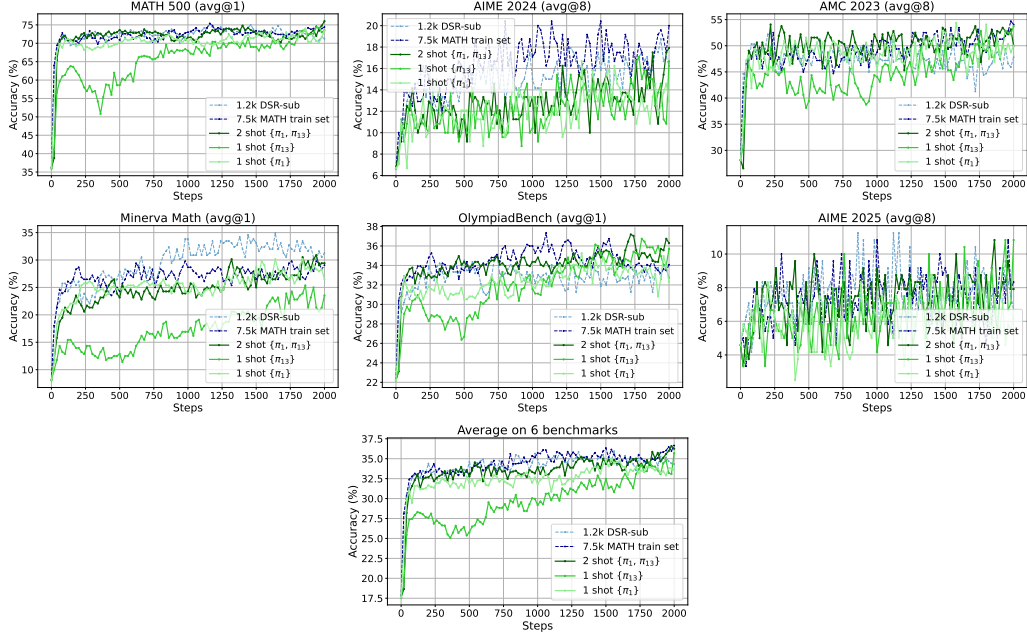 MATH 500 (avg@1)
Accuracy (%)
75
70
65
60
55
50
45
40
35
0 250 500 750 1000 1250 1500 1750 2000
Steps
1.2k DSR-sub
7.5k MATH train set
2 shot {π1, π13}
1 shot {π13}
1 shot {π1}
AIME 2024 (avg@8)
Accuracy (%)
20
18
16
14
12
10
8
6
0 250 500 750 1000 1250 1500 1750 2000
Steps
1.2k DSR-sub
7.5k MATH train set
2 shot {π1, π13}
1 shot {π13}
1 shot {π1}
AMC 2023 (avg@8)
Accuracy (%)
55
50
45
40
35
30
0 250 500 750 1000 1250 1500 1750 2000
Steps
1.2k DSR-sub
7.5k MATH train set
2 shot {π1, π13}
1 shot {π13}
1 shot {π1}
Minerva Math (avg@1)
Accuracy (%)
35
30
25
20
15
10
0 250 500 750 1000 1250 1500 1750 2000
Steps
1.2k DSR-sub
7.5k MATH train set
2 shot {π1, π13}
1 shot {π13}
1 shot {π1}
OlympiadBench (avg@1)
Accuracy (%)
38
36
34
32
30
28
26
24
22
0 250 500 750 1000 1250 1500 1750 2000
Steps
1.2k DSR-sub
7.5k MATH train set
2 shot {π1, π13}
1 shot {π13}
1 shot {π1}
AIME 2025 (avg@8)
Accuracy (%)
10
8
6
4
0 250 500 750 1000 1250 1500 1750 2000
Steps
1.2k DSR-sub
7.5k MATH train set
2 shot {π1, π13}
1 shot {π13}
1 shot {π1}
Average on 6 benchmarks
Accuracy (%)
37.5
35.0
32.5
30.0
27.5
25.0
22.5
20.0
17.5
0 250 500 750 1000 1250 1500 1750 2000
Steps
1.2k DSR-sub
7.5k MATH train set
2 shot {π1, π13}
1 shot {π13}
1 shot {π1}